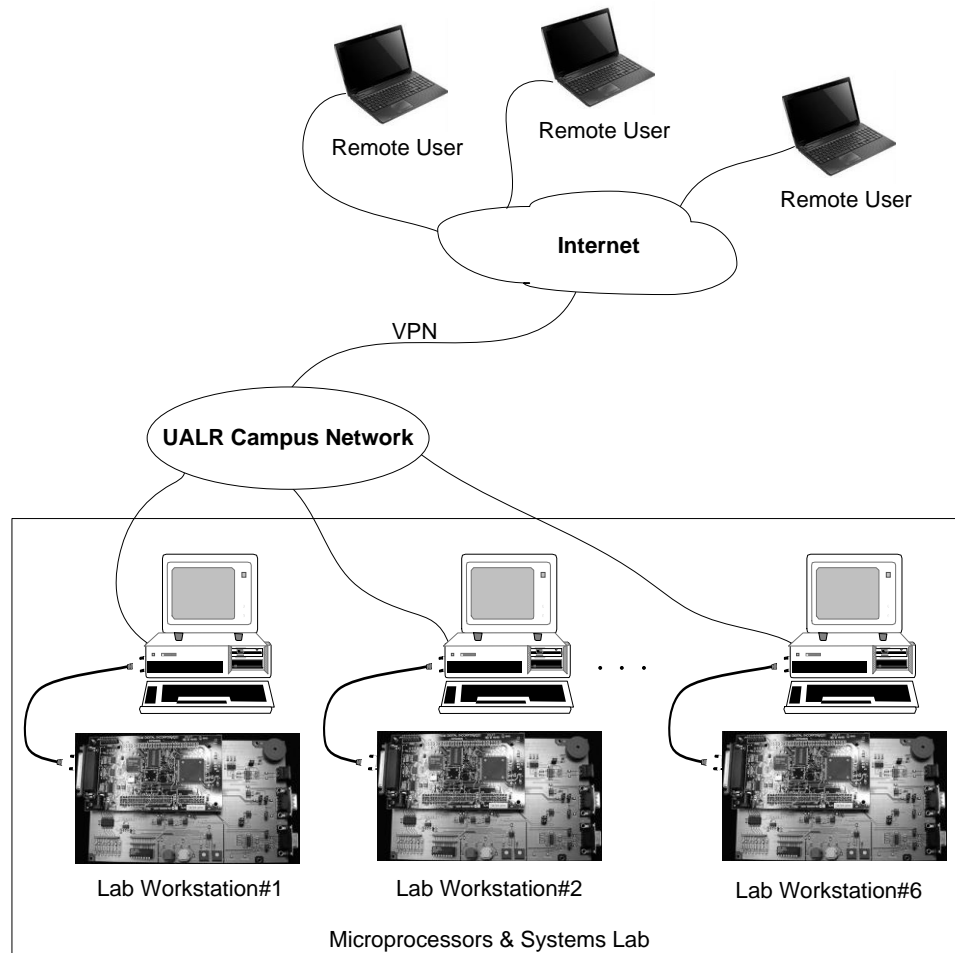 Remote User
Remote User
Remote User
Internet
VPN
UALR Campus Network
. . .
Lab Workstation#1
Lab Workstation#2
Lab Workstation#6
Microprocessors & Systems Lab